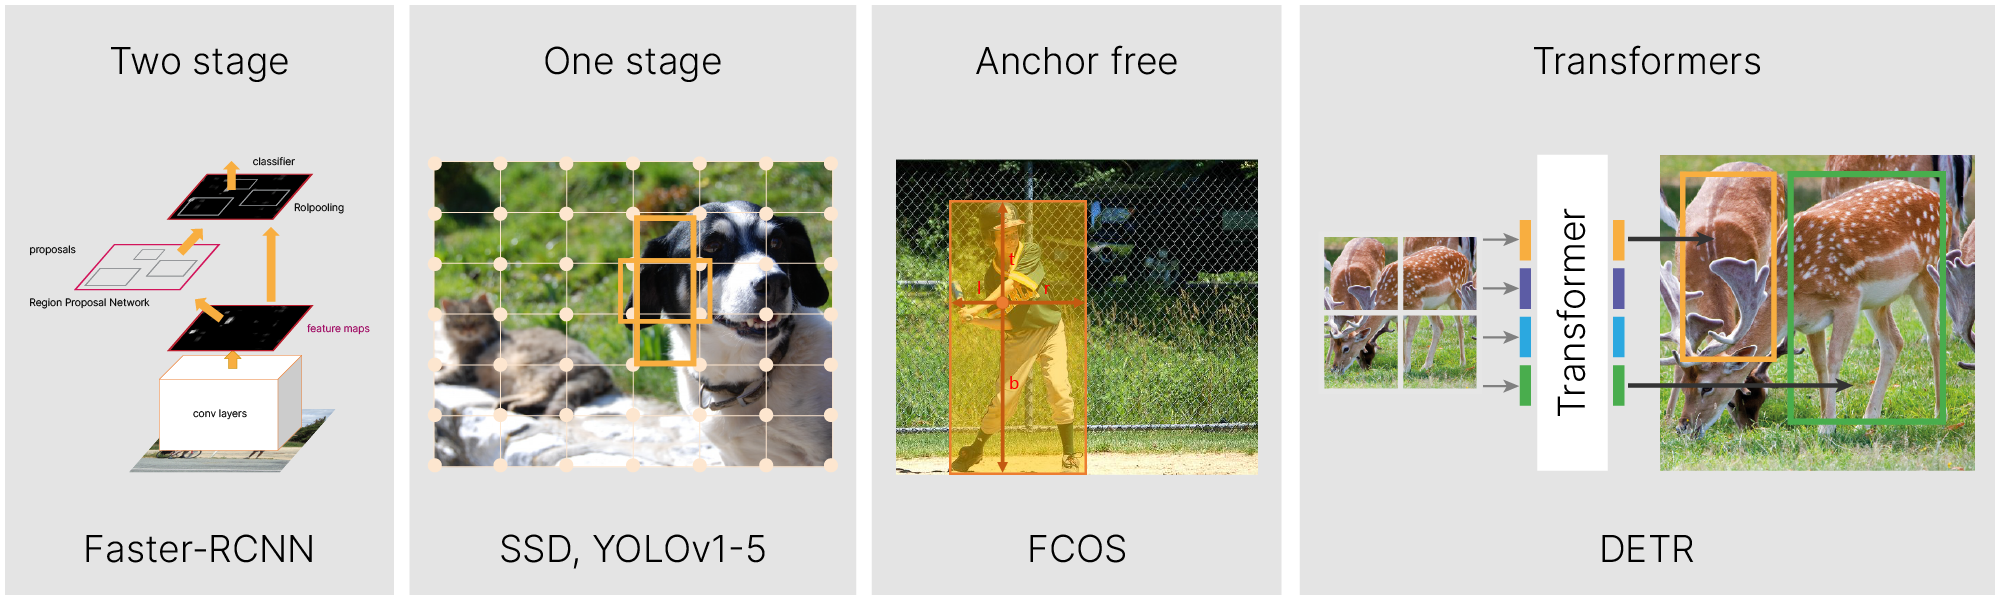 Two stage
classifier
RoIpooling
proposals
Region Proposal Network
feature maps
conv layers
Faster-RCNN
One stage
SSD, YOLOv1-5
Anchor free
t
l
r
b
FCOS
Transformers
Transformer
DETR